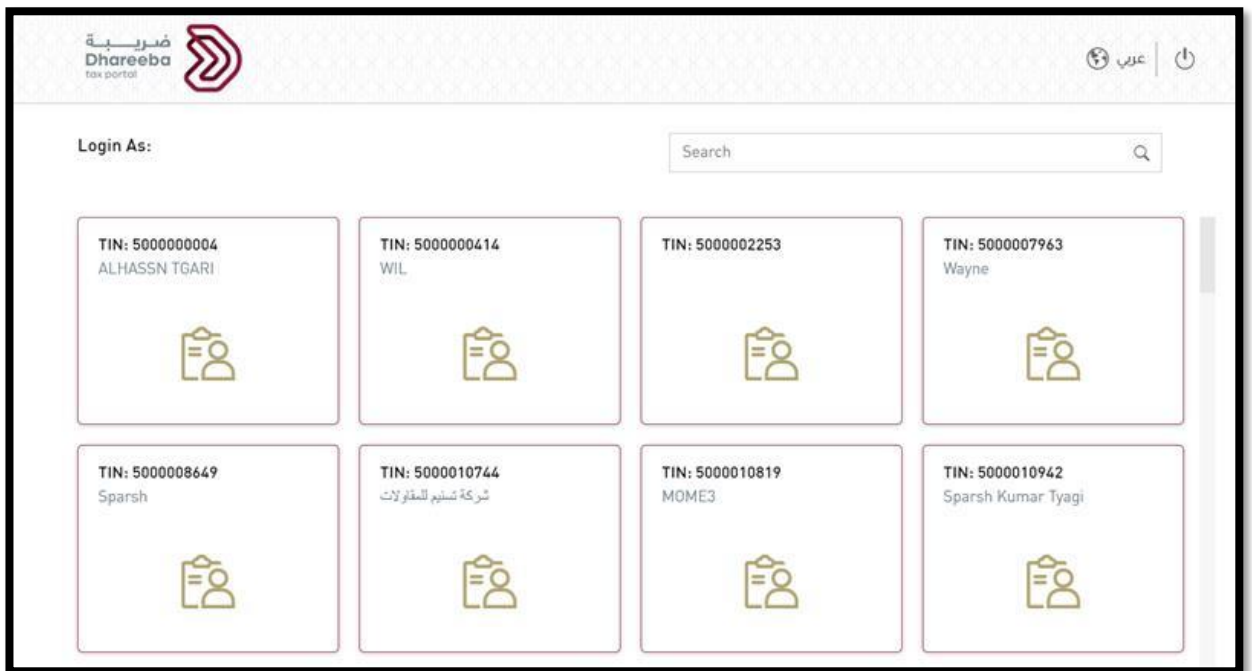 ضريبة
Dhareeba
tax portal
عربي
Login As:
Search
TIN: 5000000004
ALHASSN TGARI
TIN: 5000000414
WIL
TIN: 5000002253
TIN: 5000007963
Wayne
TIN: 5000008649
Sparsh
TIN: 5000010744
شركة تسنيم للمقاولات
TIN: 5000010819
MOME3
TIN: 5000010942
Sparsh Kumar Tyagi